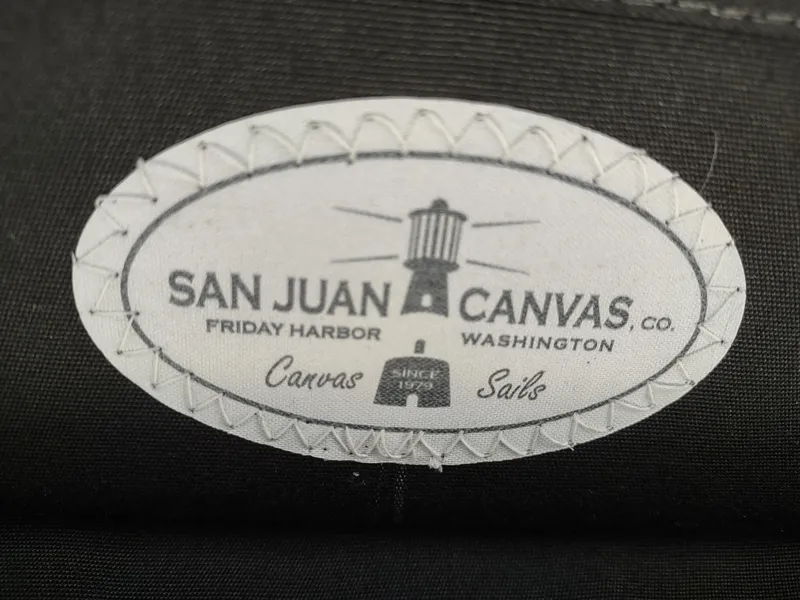 SAN JUAN CANVAS, CO.
FRIDAY HARBOR WASHINGTON
Canvas SINCE 1979 Sails